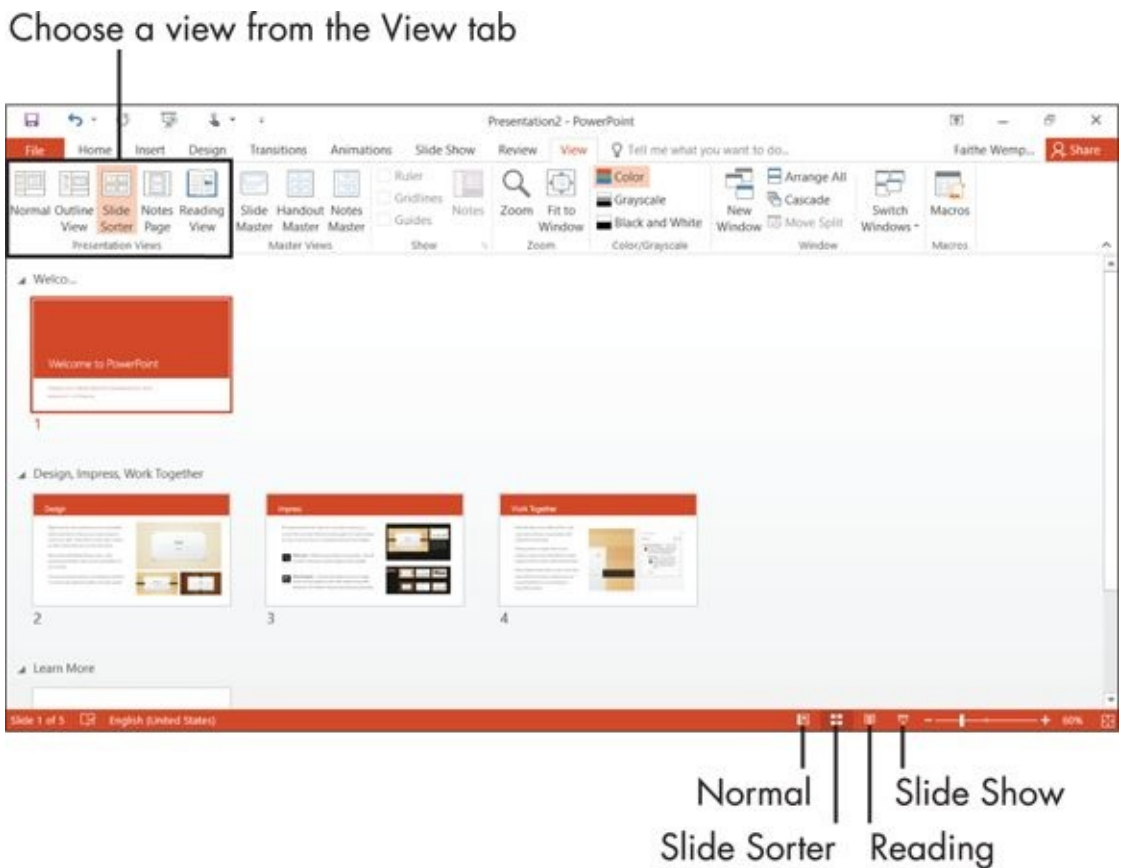 Choose a view from the View tab
Presentation2 - PowerPoint
File Home Insert Design Transitions Animations Slide Show Review View Tell me what you want to do... Faithe Wemp... Share
Normal Outline View Slide Sorter Notes Page Reading View Slide Master Handout Master Notes Master Ruler Gridlines Guides Notes Zoom Fit to Window Color Grayscale Black and White New Window Arrange All Cascade Move Split Switch Windows Macros
Presentation Views Master Views Show Zoom Color/Grayscale Window Macros
Welco...
Welcome to PowerPoint
1
Design, Impress, Work Together
Design Impress Work Together
2 3 4
Learn More
Slide 1 of 5 English (United States) 60%
Normal Slide Show
Slide Sorter Reading